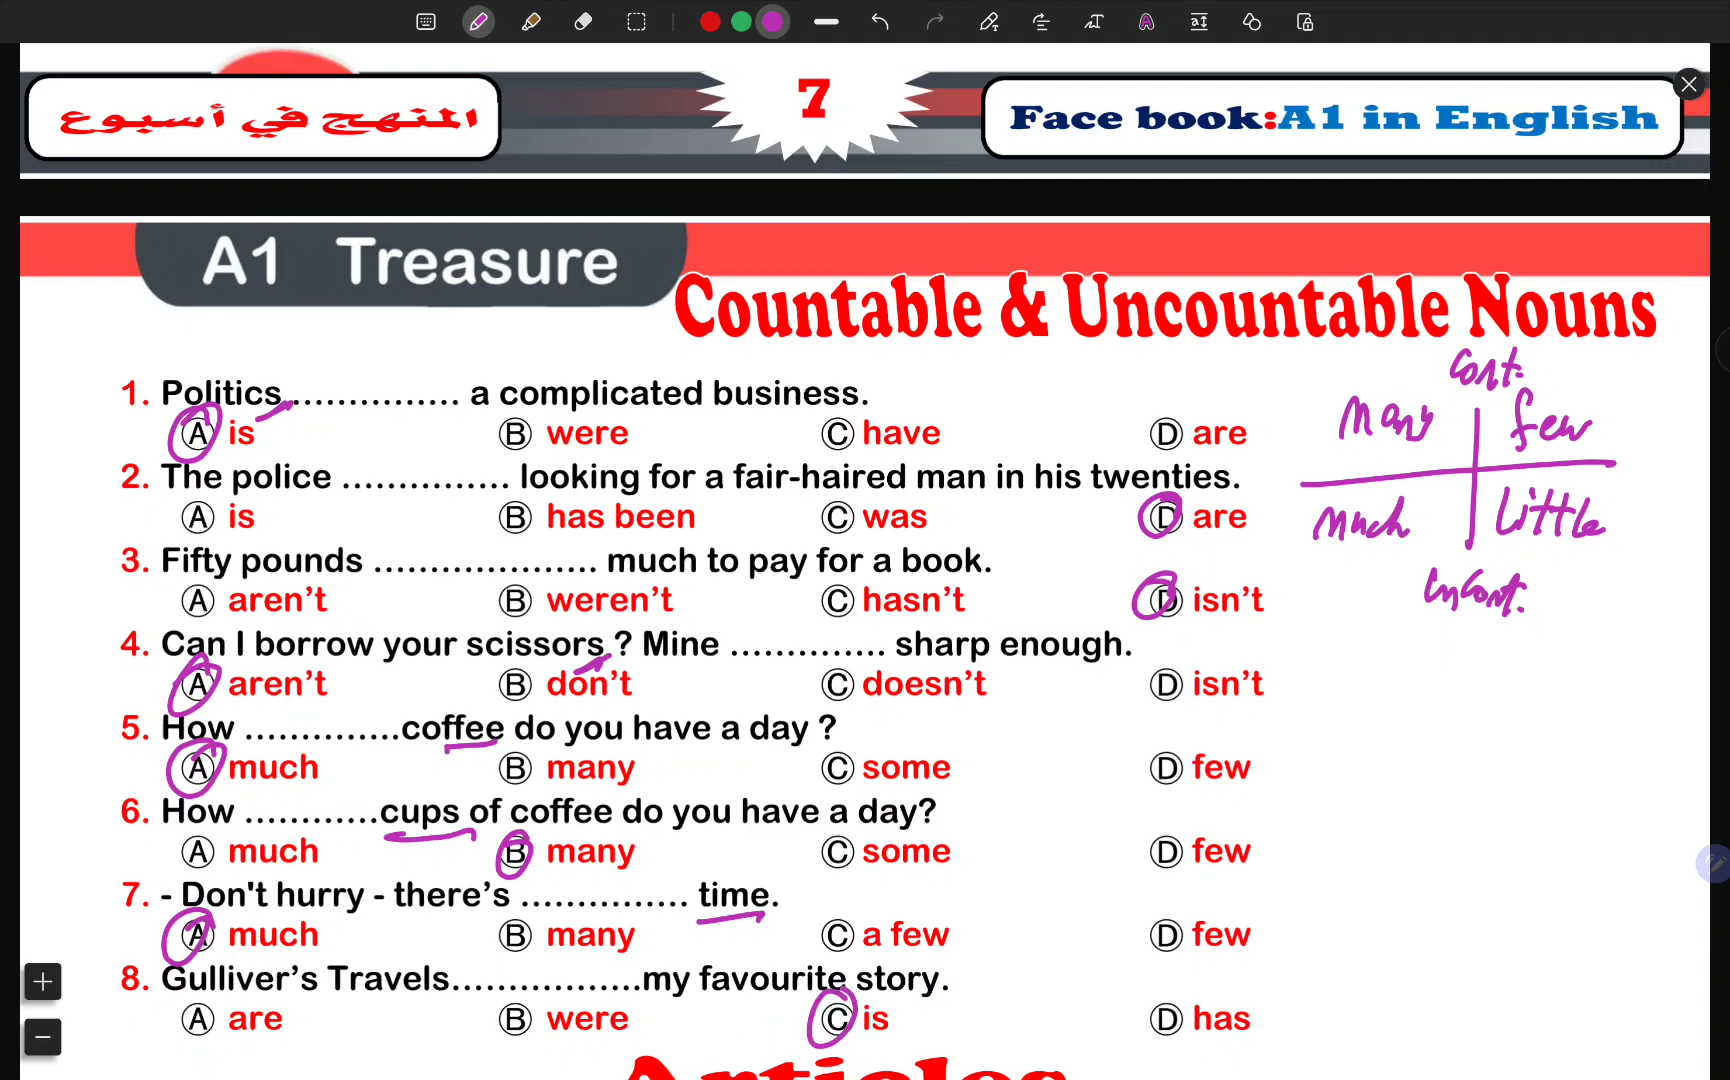 المنهج في أسبوع
7
Face book:A1 in English
A1 Treasure
Countable & Uncountable Nouns
1. Politics ............... a complicated business.
A is B were C have D are
2. The police ............... looking for a fair-haired man in his twenties.
A is B has been C was D are
3. Fifty pounds .................... much to pay for a book.
A aren't B weren't C hasn't D isn't
4. Can I borrow your scissors ? Mine .............. sharp enough.
A aren't B don't C doesn't D isn't
5. How ..............coffee do you have a day ?
A much B many C some D few
6. How ............cups of coffee do you have a day?
A much B many C some D few
7. - Don't hurry - there's ............... time.
A much B many C a few D few
8. Gulliver's Travels.................my favourite story.
A are B were C is D has
Cont.
many few
much little
uncont.
Articles